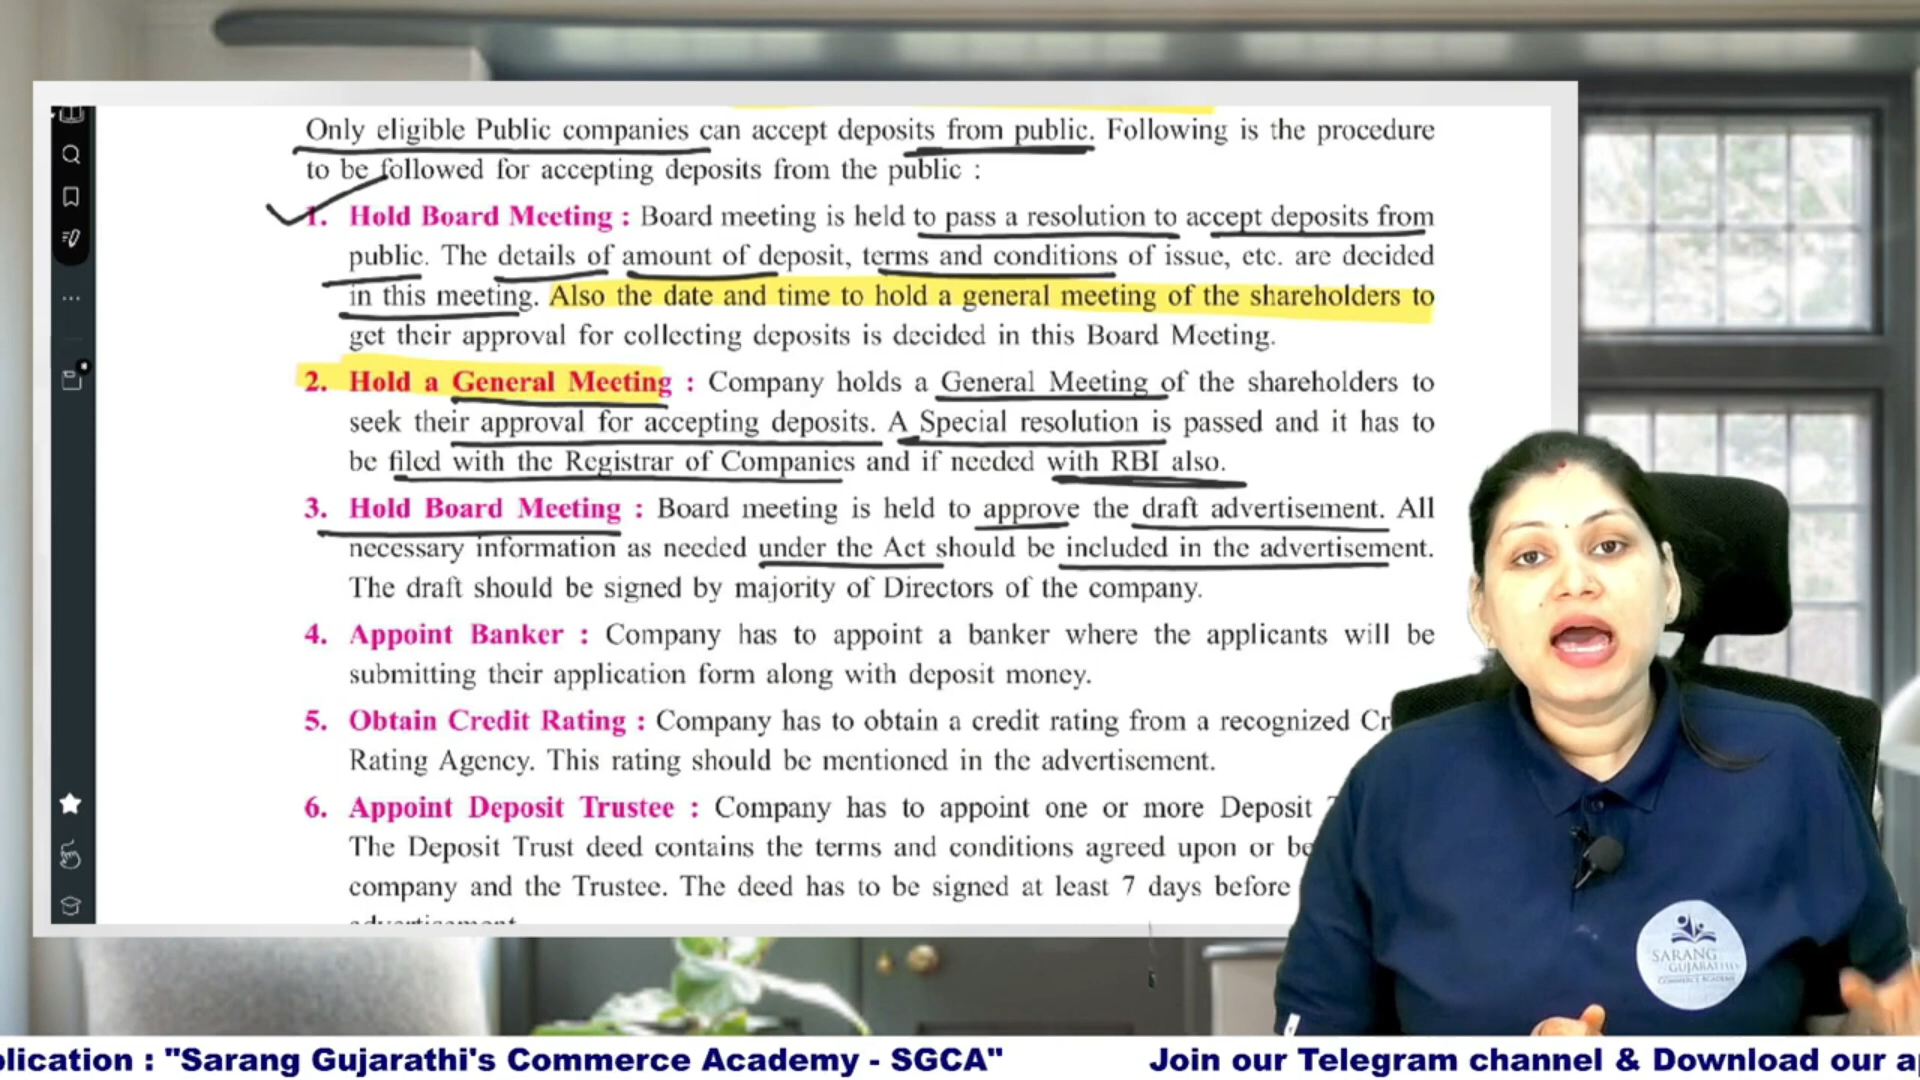 Only eligible Public companies can accept deposits from public. Following is the procedure
to be followed for accepting deposits from the public :
1. Hold Board Meeting : Board meeting is held to pass a resolution to accept deposits from
public. The details of amount of deposit, terms and conditions of issue, etc. are decided
in this meeting. Also the date and time to hold a general meeting of the shareholders to
get their approval for collecting deposits is decided in this Board Meeting.
2. Hold a General Meeting : Company holds a General Meeting of the shareholders to
seek their approval for accepting deposits. A Special resolution is passed and it has to
be filed with the Registrar of Companies and if needed with RBI also.
3. Hold Board Meeting : Board meeting is held to approve the draft advertisement. All
necessary information as needed under the Act should be included in the advertisement.
The draft should be signed by majority of Directors of the company.
4. Appoint Banker : Company has to appoint a banker where the applicants will be
submitting their application form along with deposit money.
5. Obtain Credit Rating : Company has to obtain a credit rating from a recognized Cr
Rating Agency. This rating should be mentioned in the advertisement.
6. Appoint Deposit Trustee : Company has to appoint one or more Deposit
The Deposit Trust deed contains the terms and conditions agreed upon or be
company and the Trustee. The deed has to be signed at least 7 days before
SARANG
GUJARATHI'S
COMMERCE ACADEMY
plication : "Sarang Gujarathi's Commerce Academy - SGCA" Join our Telegram channel & Download our a